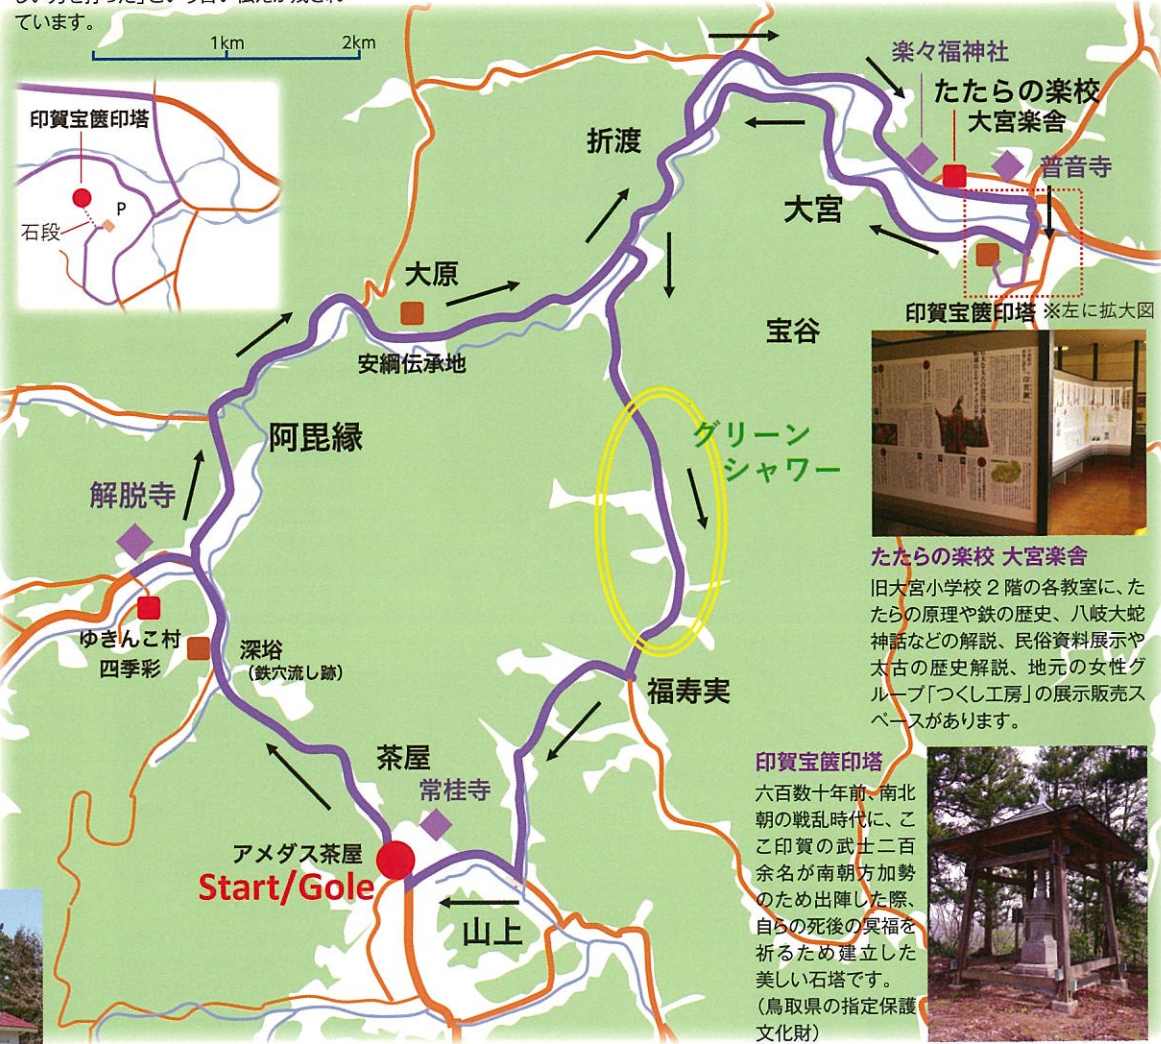 ています。
1km
2km
印賀宝篋印塔
P
石段
楽々福神社
たたらの楽校
大宮楽舎
普音寺
折渡
大宮
大原
安綱伝承地
印賀宝篋印塔 ※左に拡大図
宝谷
阿毘縁
グリーン
シャワー
解脱寺
ゆきんこ村
四季彩
深塔
(鉄穴流し跡)
福寿実
茶屋
常桂寺
アメダス茶屋
Start/Gole
山上
たたらの楽校 大宮楽舎
旧大宮小学校2階の各教室に、た
たらの原理や鉄の歴史、八岐大蛇
神話などの解説、民俗資料展示や
太古の歴史解説、地元の女性グ
ループ「つくし工房」の展示販売ス
ペースがあります。
印賀宝篋印塔
六百数十年前、南北
朝の戦乱時代に、こ
こ印賀の武士二百
余名が南朝方加勢
のため出陣した際、
自らの死後の冥福を
祈るため建立した
美しい石塔です。
(鳥取県の指定保護
文化財)